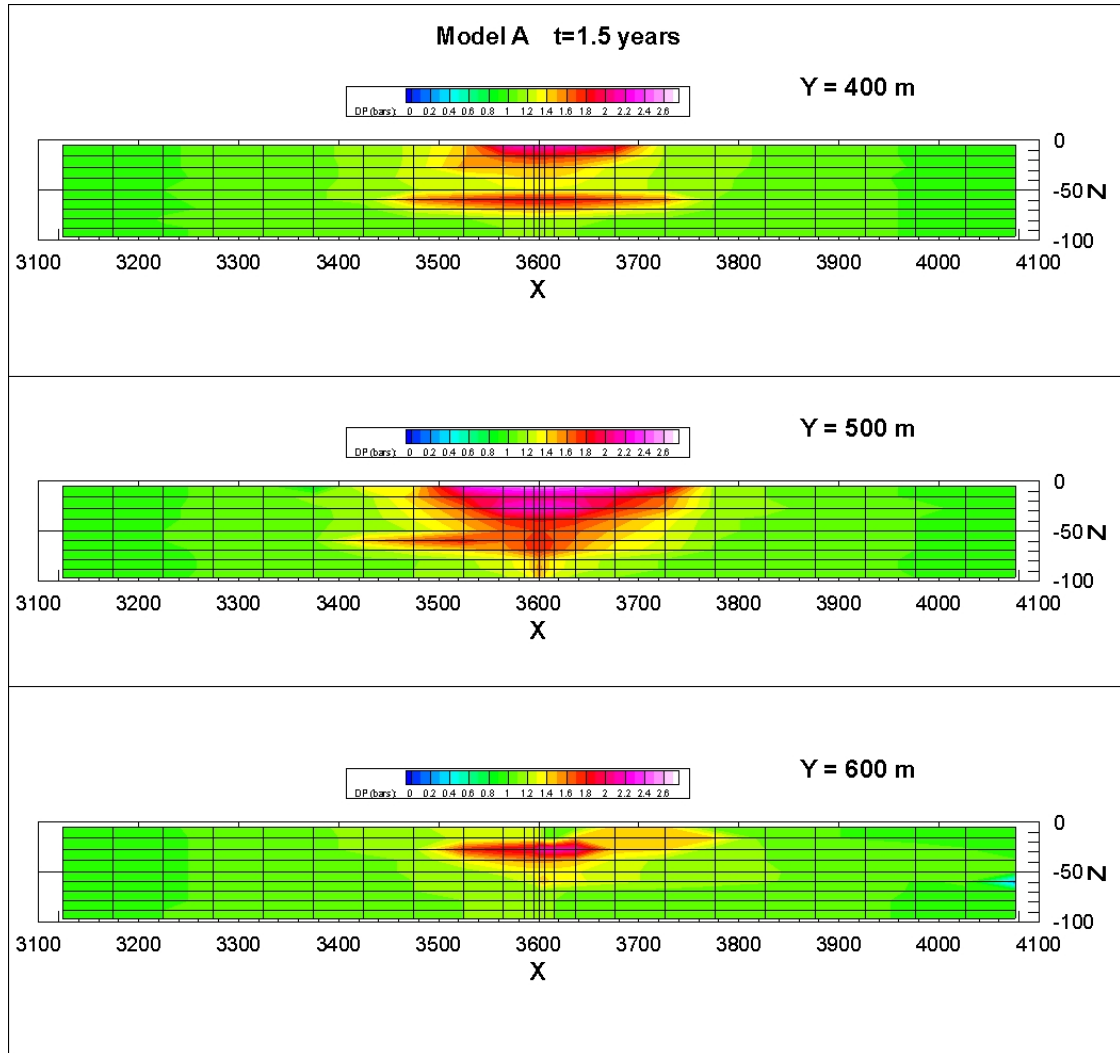 Model A t=1.5 years
Y = 400 m
DP (bars): 0 0.2 0.4 0.6 0.8 1 1.2 1.4 1.6 1.8 2 2.2 2.4 2.6
0
-50
-100
Z
3100 3200 3300 3400 3500 3600 3700 3800 3900 4000 4100
X
Y = 500 m
DP (bars): 0 0.2 0.4 0.6 0.8 1 1.2 1.4 1.6 1.8 2 2.2 2.4 2.6
0
-50
-100
Z
3100 3200 3300 3400 3500 3600 3700 3800 3900 4000 4100
X
Y = 600 m
DP (bars): 0 0.2 0.4 0.6 0.8 1 1.2 1.4 1.6 1.8 2 2.2 2.4 2.6
0
-50
-100
Z
3100 3200 3300 3400 3500 3600 3700 3800 3900 4000 4100
X